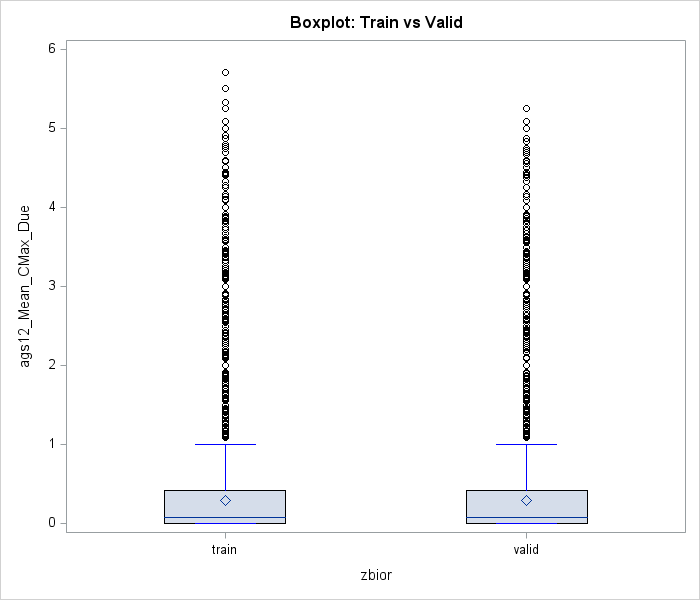 Boxplot: Train vs Valid
6
5
4
3
2
1
0
ags12_Mean_CMax_Due
train
valid
zbior